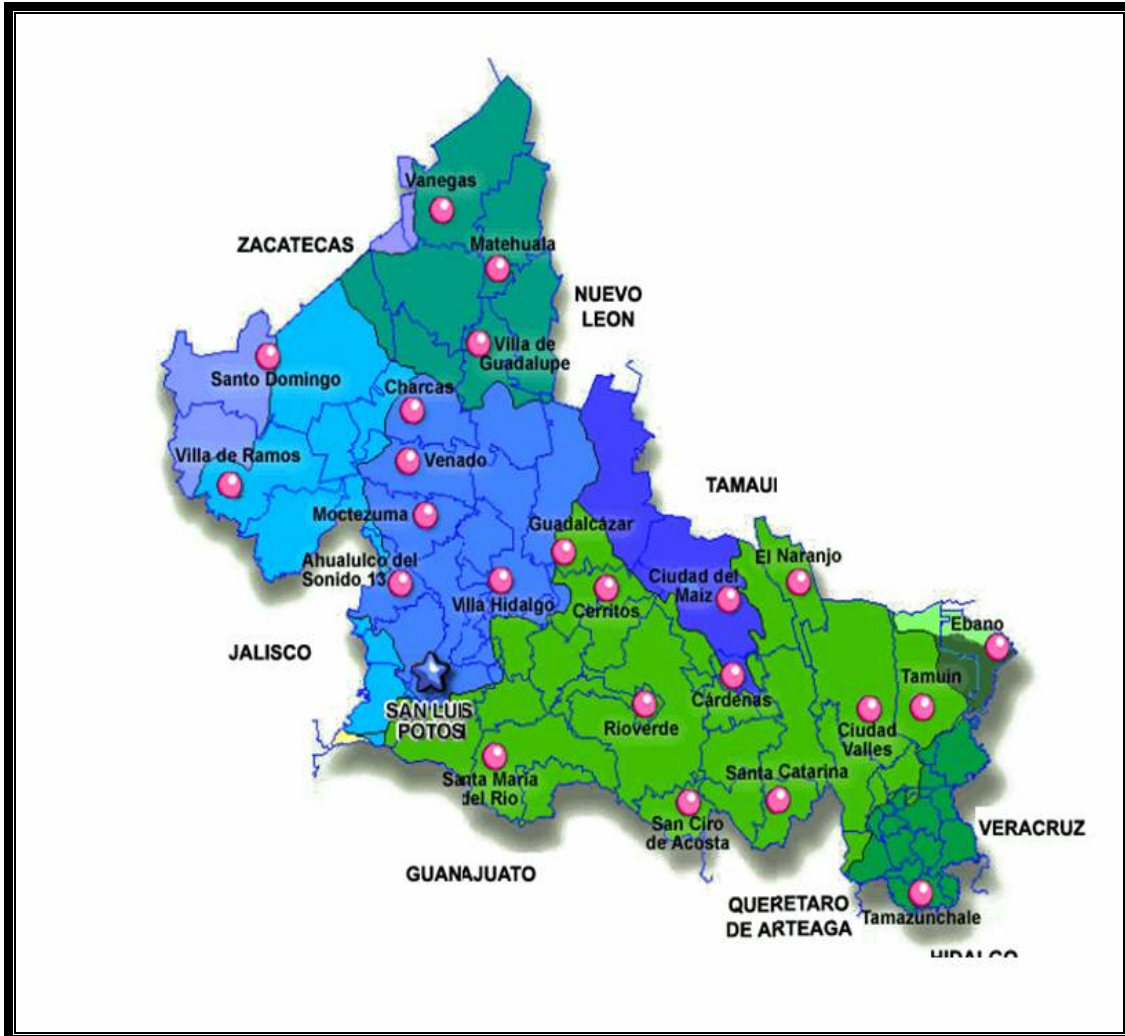 Vanegas
ZACATECAS
Matehuala
NUEVO
LEON
Villa de
Guadalupe
Santo Domingo
Charcas
Villa de Ramos
Venado
TAMAUI
Moctezuma
Guadalcázar
El Naranjo
Ahualulco del
Sonido 13
Villa Hidalgo
Cerritos
Ciudad del
Maíz
Ebano
JALISCO
Tamuin
Cárdenas
SAN LUIS
POTOSI
Rioverde
Ciudad
Valles
Santa María
del Río
Santa Catarina
San Ciro
de Acosta
VERACRUZ
GUANAJUATO
QUERETARO
DE ARTEAGA
Tamazunchale
HIDALGO